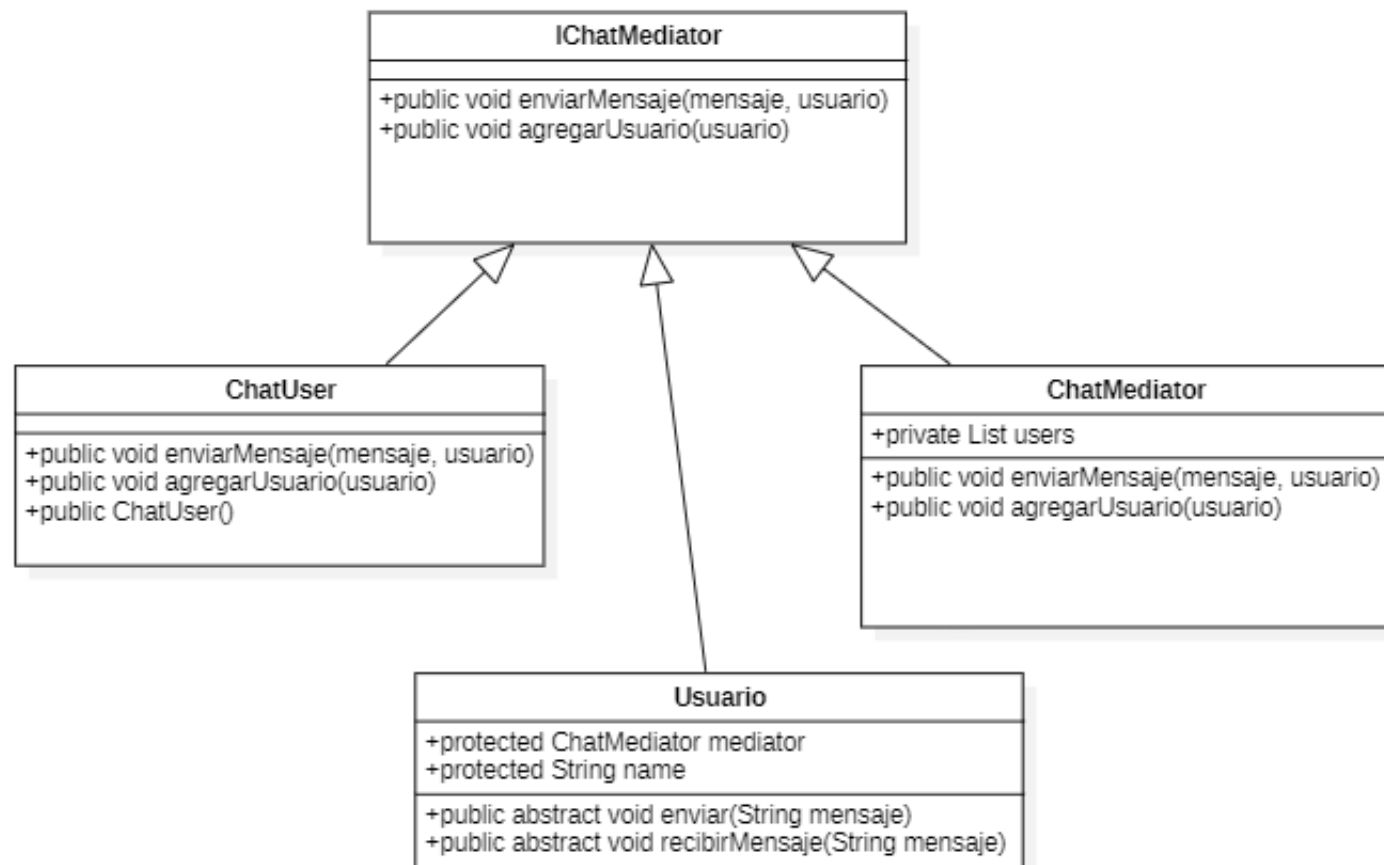 IChatMediator
+public void enviarMensaje(mensaje, usuario)
+public void agregarUsuario(usuario)
ChatUser
+public void enviarMensaje(mensaje, usuario)
+public void agregarUsuario(usuario)
+public ChatUser()
ChatMediator
+private List users
+public void enviarMensaje(mensaje, usuario)
+public void agregarUsuario(usuario)
Usuario
+protected ChatMediator mediator
+protected String name
+public abstract void enviar(String mensaje)
+public abstract void recibirMensaje(String mensaje)